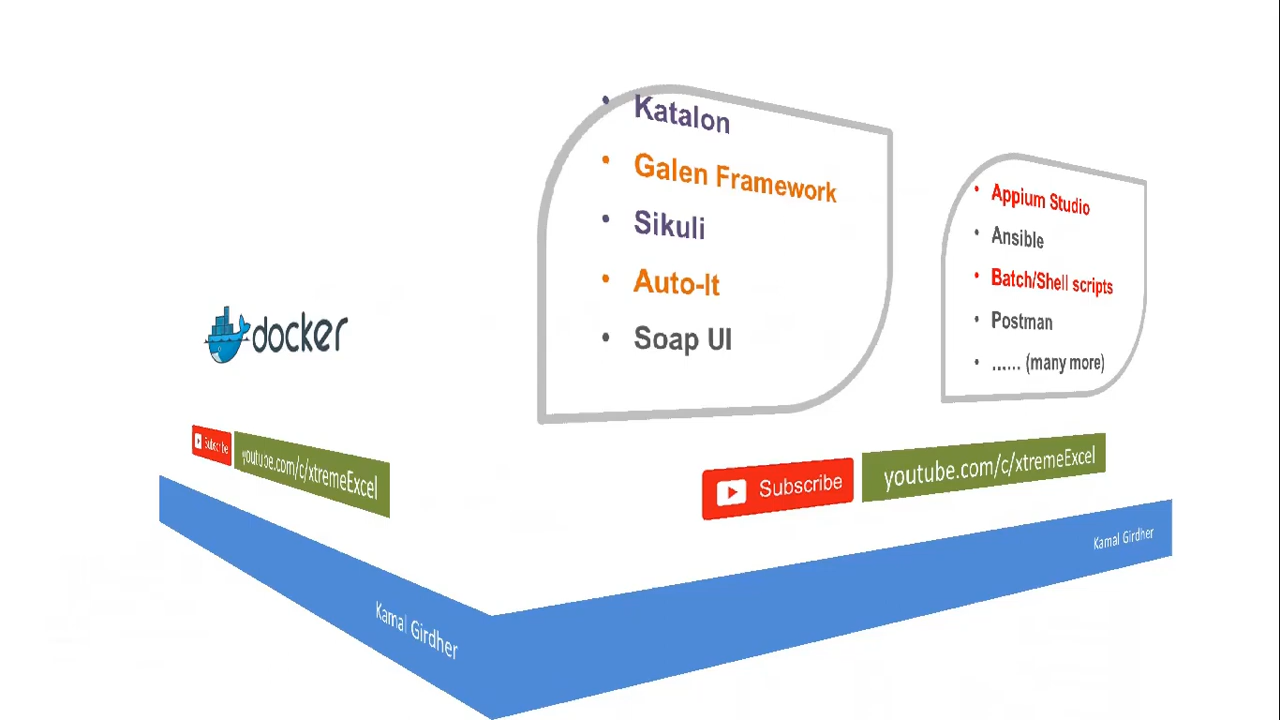 docker
Subscribe
youtube.com/c/xtremeExcel
Kamal Girdher
• Katalon
• Galen Framework
• Sikuli
• Auto-It
• Soap UI
• Appium Studio
• Ansible
• Batch/Shell scripts
• Postman
• …… (many more)
Subscribe
youtube.com/c/xtremeExcel
Kamal Girdher